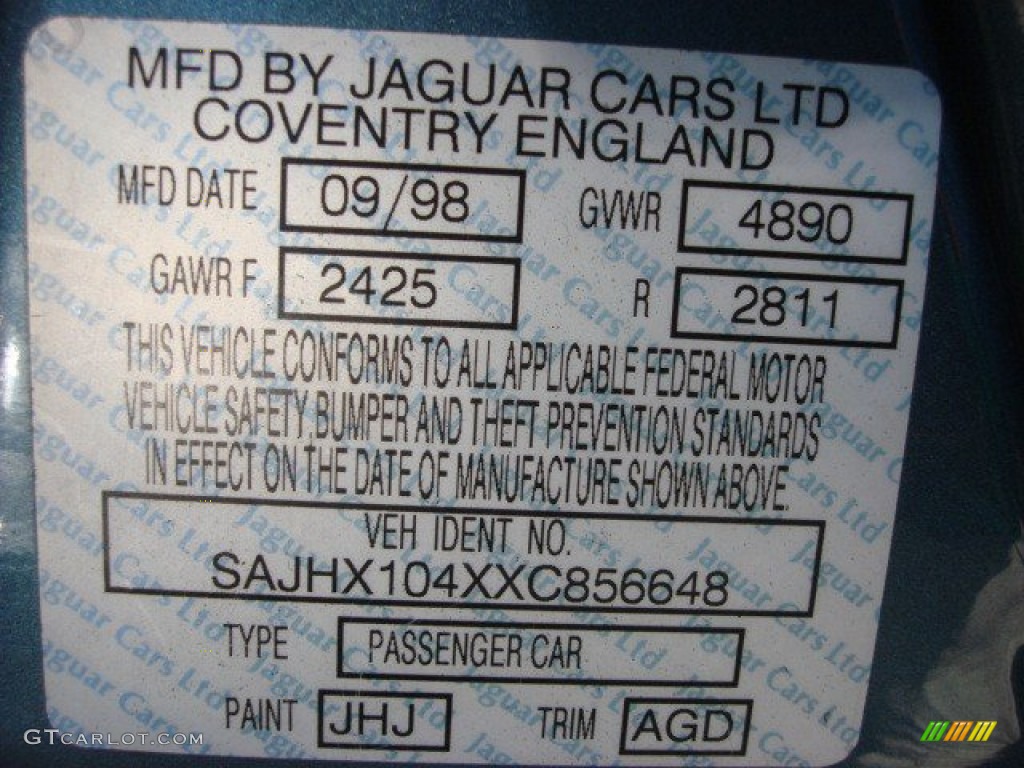 MFD BY JAGUAR CARS LTD
COVENTRY ENGLAND
MFD DATE 09/98 GVWR 4890
GAWR F 2425 R 2811
THIS VEHICLE CONFORMS TO ALL APPLICABLE FEDERAL MOTOR
VEHICLE SAFETY, BUMPER AND THEFT PREVENTION STANDARDS
IN EFFECT ON THE DATE OF MANUFACTURE SHOWN ABOVE.
VEH IDENT NO.
SAJHX104XXC856648
TYPE PASSENGER CAR
PAINT JHJ TRIM AGD
GTCARLOT.COM